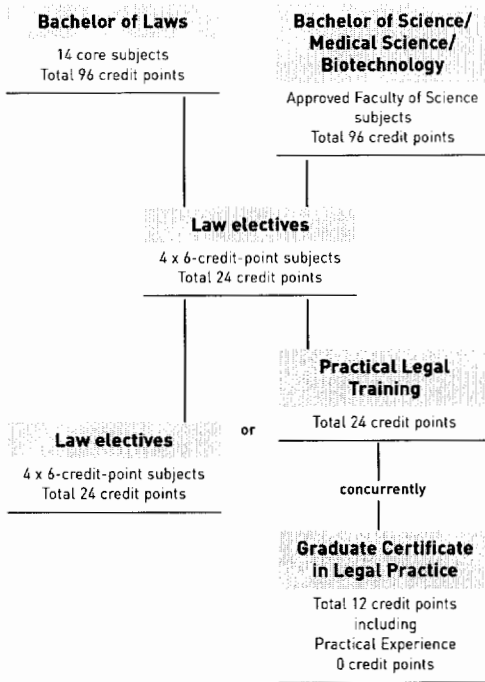 Bachelor of Laws
14 core subjects
Total 96 credit points
Bachelor of Science/
Medical Science/
Biotechnology
Approved Faculty of Science
subjects
Total 96 credit points
Law electives
4 x 6-credit-point subjects
Total 24 credit points
Law electives
4 x 6-credit-point subjects
Total 24 credit points
or
Practical Legal
Training
Total 24 credit points
concurrently
Graduate Certificate
in Legal Practice
Total 12 credit points
including
Practical Experience
0 credit points